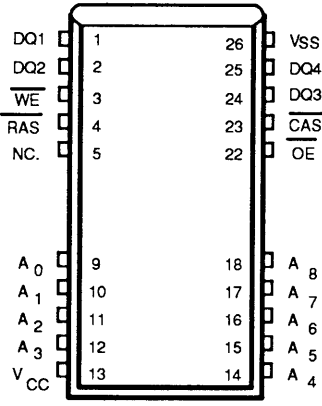 DQ1 1 26 VSS
DQ2 2 25 DQ4
WE 3 24 DQ3
RAS 4 23 CAS
NC. 5 22 OE
A0 9 18 A8
A1 10 17 A7
A2 11 16 A6
A3 12 15 A5
VCC 13 14 A4